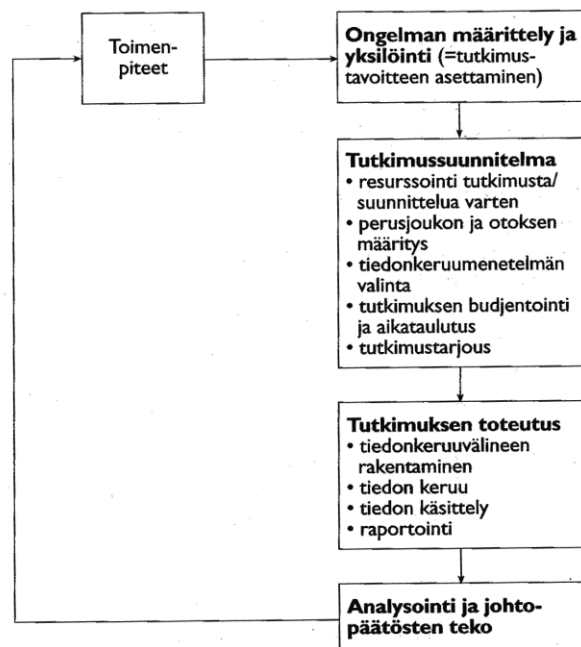 Toimen-
piteet
Ongelman määrittely ja
yksilöinti (=tutkimus-
tavoitteen asettaminen)
Tutkimussuunnitelma
• resurssointi tutkimusta/
suunnittelua varten
• perusjoukon ja otoksen
määritys
• tiedonkeruumenetelmän
valinta
• tutkimuksen budjentointi
ja aikataulutus
• tutkimustarjous
Tutkimuksen toteutus
• tiedonkeruuvälineen
rakentaminen
• tiedon keruu
• tiedon käsittely
• raportointi
Analysointi ja johto-
päätösten teko